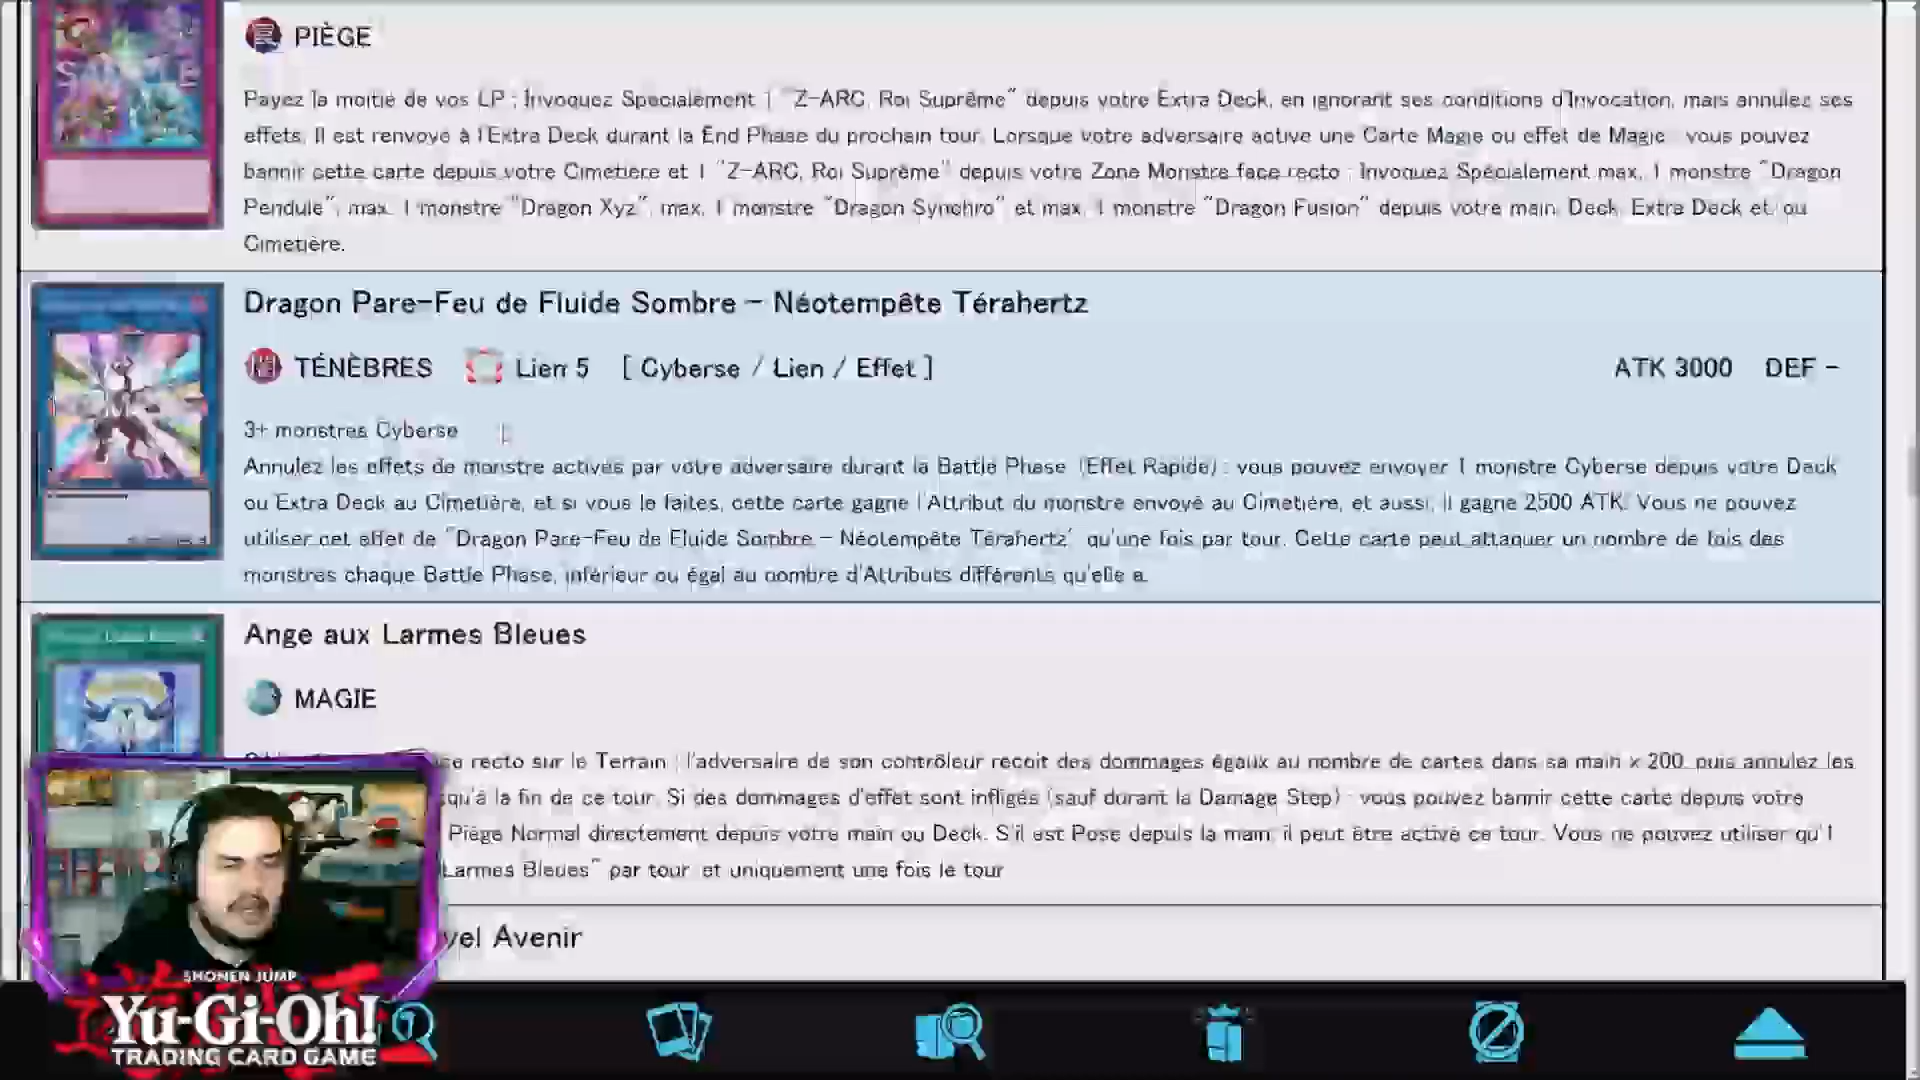 SAMPLE
PIÈGE
Payez la moitié de vos LP ; Invoquez Spécialement 1 "Z-ARC, Roi Suprême" depuis votre Extra Deck, en ignorant ses conditions d'Invocation, mais annulez ses
effets. Il est renvoyé à l'Extra Deck durant la End Phase du prochain tour. Lorsque votre adversaire active une Carte Magie ou effet de Magie : vous pouvez
bannir cette carte depuis votre Cimetière et 1 "Z-ARC, Roi Suprême" depuis votre Zone Monstre face recto ; Invoquez Spécialement max. 1 monstre "Dragon
Pendule", max. 1 monstre "Dragon Xyz", max. 1 monstre "Dragon Synchro" et max. 1 monstre "Dragon Fusion" depuis votre main, Deck, Extra Deck et/ou
Cimetière.
Dragon Pare-Feu de Fluide Sombre - Néotempête Térahertz
TÉNÈBRES Lien 5 [ Cyberse / Lien / Effet ] ATK 3000 DEF -
3+ monstres Cyberse
Annulez les effets de monstre activés par votre adversaire durant la Battle Phase (Effet Rapide) : vous pouvez envoyer 1 monstre Cyberse depuis votre Deck
ou Extra Deck au Cimetière, et si vous le faites, cette carte gagne l'Attribut du monstre envoyé au Cimetière, et aussi, il gagne 2500 ATK. Vous ne pouvez
utiliser cet effet de "Dragon Pare-Feu de Fluide Sombre - Néotempête Térahertz" qu'une fois par tour. Cette carte peut attaquer un nombre de fois des
monstres chaque Battle Phase, inférieur ou égal au nombre d'Attributs différents qu'elle a.
Ange aux Larmes Bleues
MAGIE
recto sur le Terrain ; l'adversaire de son contrôleur reçoit des dommages égaux au nombre de cartes dans sa main x 200, puis annulez les
qu'à la fin de ce tour. Si des dommages d'effet sont infligés (sauf durant la Damage Step) : vous pouvez bannir cette carte depuis votre
Piège Normal directement depuis votre main ou Deck. S'il est Posé depuis la main, il peut être activé ce tour. Vous ne pouvez utiliser qu'1
Larmes Bleues" par tour, et uniquement une fois le tour
vel Avenir
SHONEN JUMP
Yu-Gi-Oh!
TRADING CARD GAME